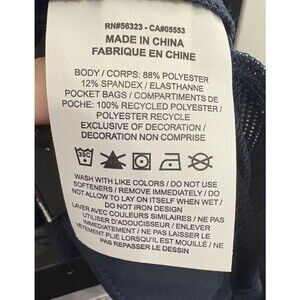 RN#56323 - CA#05553
MADE IN CHINA
FABRIQUE EN CHINE
BODY / CORPS: 88% POLYESTER
12% SPANDEX / ELASTHANNE
POCKET BAGS / COMPARTIMENTS DE
POCHE: 100% RECYCLED POLYESTER /
POLYESTER RECYCLE
EXCLUSIVE OF DECORATION /
DECORATION NON COMPRISE
WASH WITH LIKE COLORS / DO NOT USE
SOFTENERS / REMOVE IMMEDIATELY / DO
NOT ALLOW TO LAY ON ITSELF WHEN WET /
DO NOT IRON DESIGN
LAVER AVEC COULEURS SIMILAIRES / NE PAS
UTILISER D'ADOUCISSEUR / ENLEVER
IMMÉDIATEMENT / NE PAS LAISSER LE
VÊTEMENT PLIÉ LORSQU'IL EST MOUILLÉ / NE
PAS REPASSER LE DESSIN